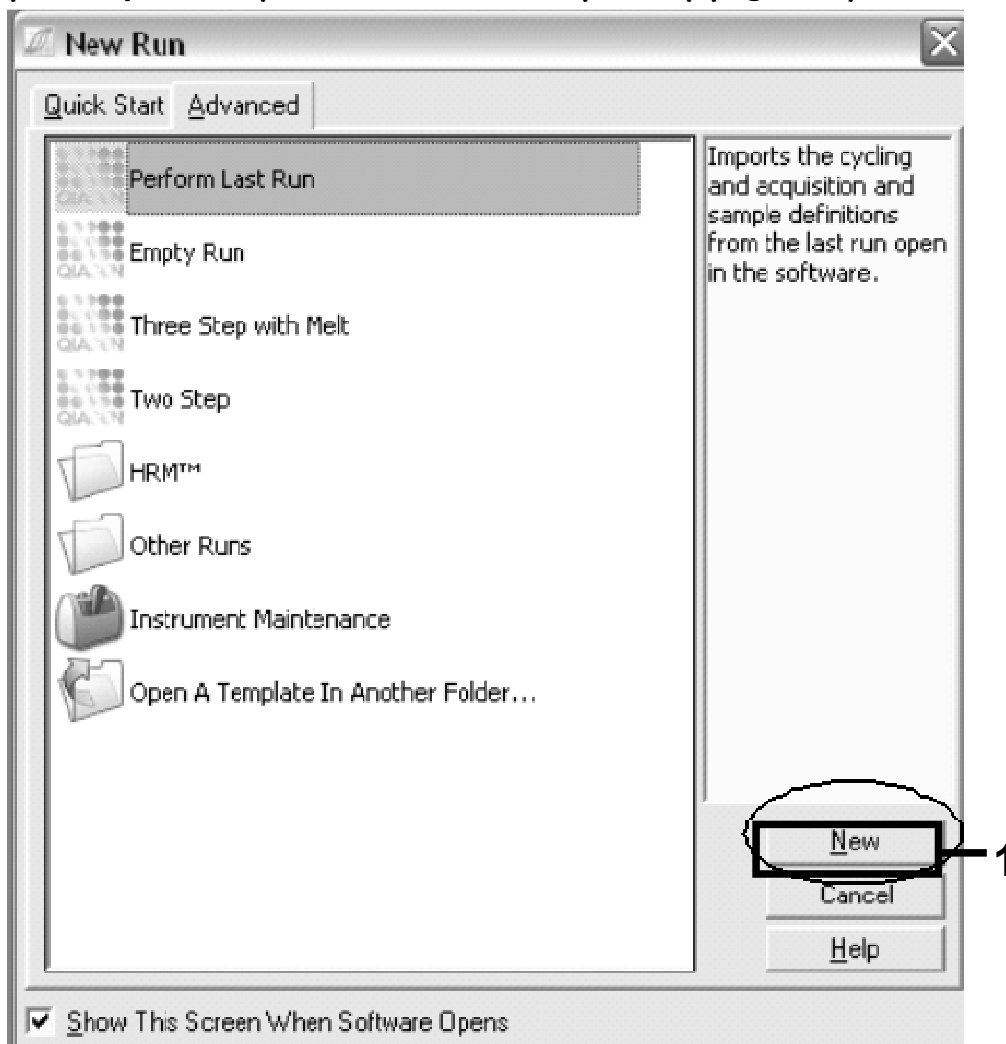 New Run
Quick Start
Advanced
Perform Last Run
Empty Run
Three Step with Melt
Two Step
HRM™
Other Runs
Instrument Maintenance
Open A Template In Another Folder...
Imports the cycling
and acquisition and
sample definitions
from the last run open
in the software.
New
1
Cancel
Help
Show This Screen When Software Opens